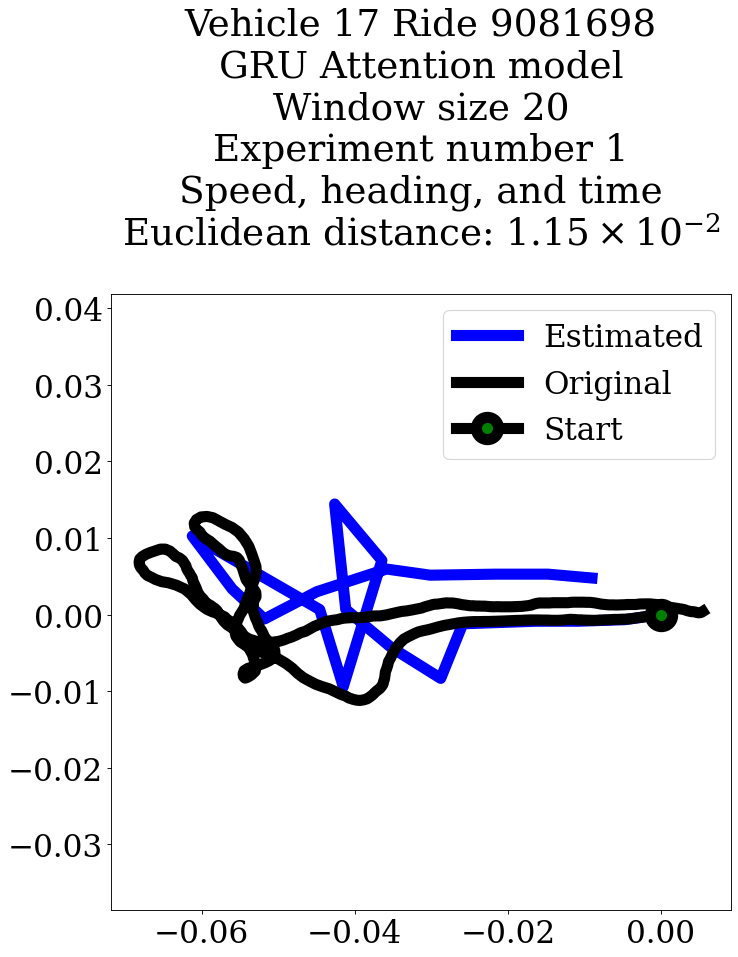 Vehicle 17 Ride 9081698
GRU Attention model
Window size 20
Experiment number 1
Speed, heading, and time
Euclidean distance: 1.15 × 10⁻²
0.04
0.03
0.02
0.01
0.00
−0.01
−0.02
−0.03
Estimated
Original
Start
−0.06 −0.04 −0.02 0.00